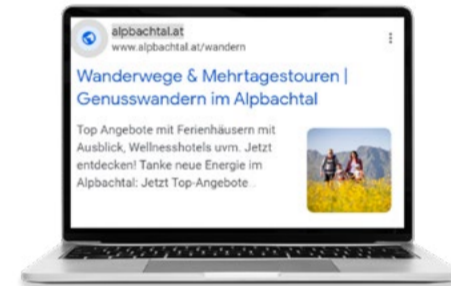 alpbachtal.at
www.alpbachtal.at/wandern
Wanderwege & Mehrtagestouren |
Genusswandern im Alpbachtal
Top Angebote mit Ferienhäusern mit
Ausblick, Wellnesshotels uvm. Jetzt
entdecken! Tanke neue Energie im
Alpbachtal: Jetzt Top-Angebote...